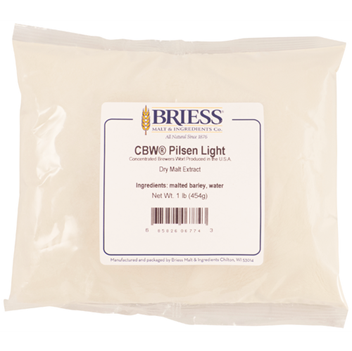 BRIESS
MALT & INGREDIENTS CO.
All Natural Since 1876
CBW® Pilsen Light
Concentrated Brewers Wort Produced in the U.S.A.
Dry Malt Extract
Ingredients: malted barley, water
Net Wt. 1 lb (454g)
Manufactured and packaged by Briess Malt & Ingredients Chilton, WI 53014